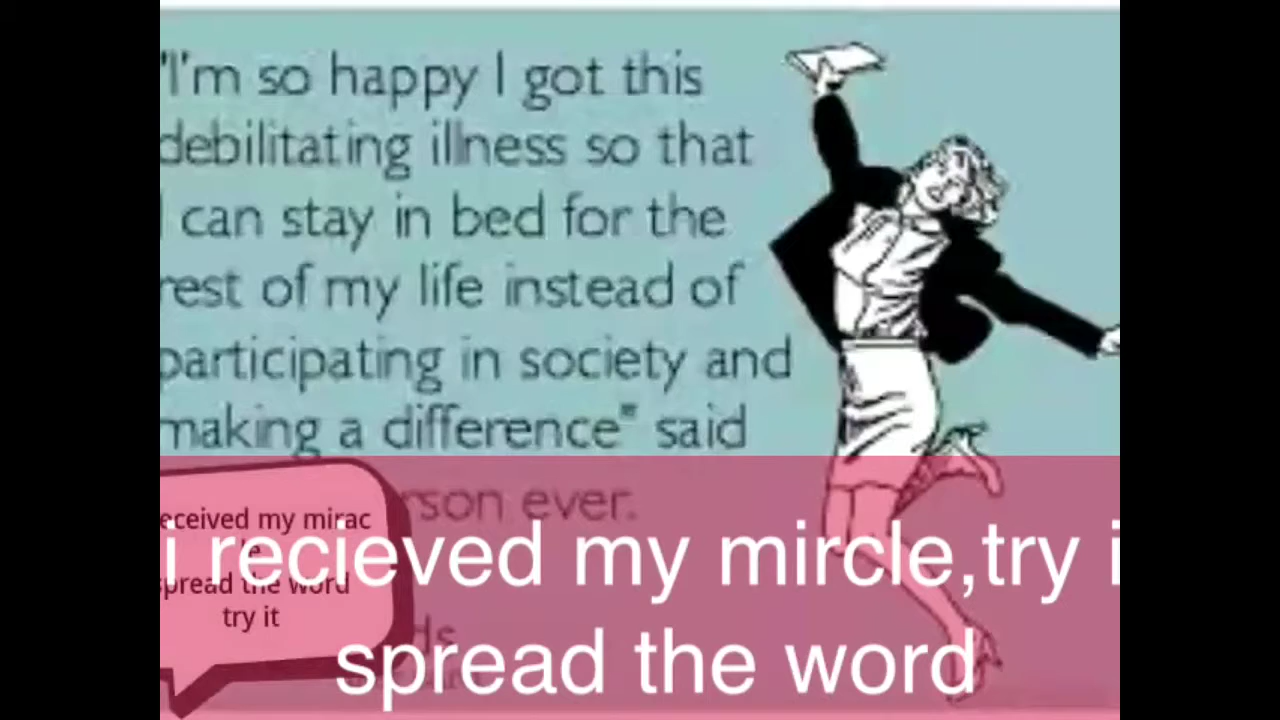 "I'm so happy I got this
debilitating illness so that
I can stay in bed for the
rest of my life instead of
participating in society and
making a difference" said
rson ever.
eceived my mirac
le
spread the word
try it
i recieved my mircle,try i
spread the word
ds